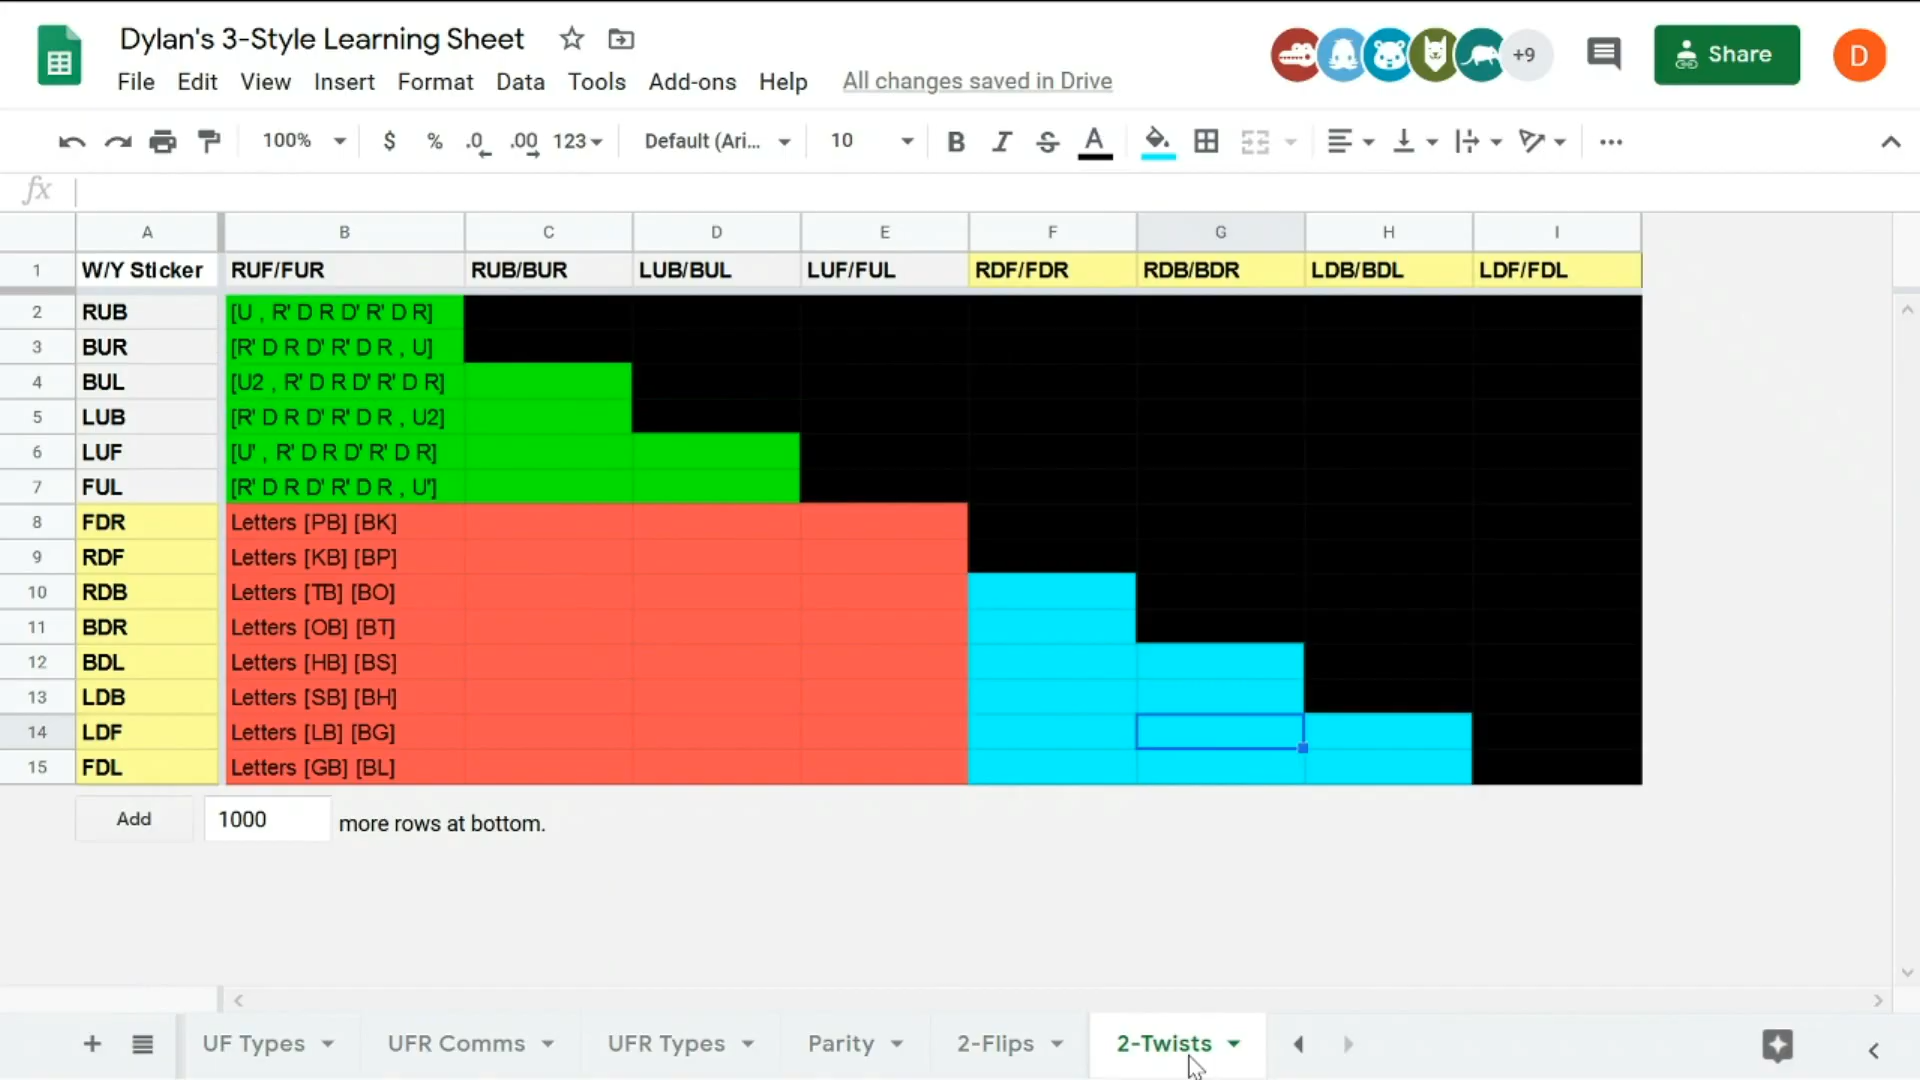 Dylan's 3-Style Learning Sheet
+9
Share
D
File Edit View Insert Format Data Tools Add-ons Help All changes saved in Drive
100% $ % .0 .00 123 Default (Ari... 10 B I S A
fx
A B C D E F G H I
1 W/Y Sticker RUF/FUR RUB/BUR LUB/BUL LUF/FUL RDF/FDR RDB/BDR LDB/BDL LDF/FDL
2 RUB [U , R' D R D' R' D R]
3 BUR [R' D R D' R' D R , U]
4 BUL [U2 , R' D R D' R' D R]
5 LUB [R' D R D' R' D R , U2]
6 LUF [U' , R' D R D' R' D R]
7 FUL [R' D R D' R' D R , U']
8 FDR Letters [PB] [BK]
9 RDF Letters [KB] [BP]
10 RDB Letters [TB] [BO]
11 BDR Letters [OB] [BT]
12 BDL Letters [HB] [BS]
13 LDB Letters [SB] [BH]
14 LDF Letters [LB] [BG]
15 FDL Letters [GB] [BL]
Add 1000 more rows at bottom.
UF Types UFR Comms UFR Types Parity 2-Flips 2-Twists